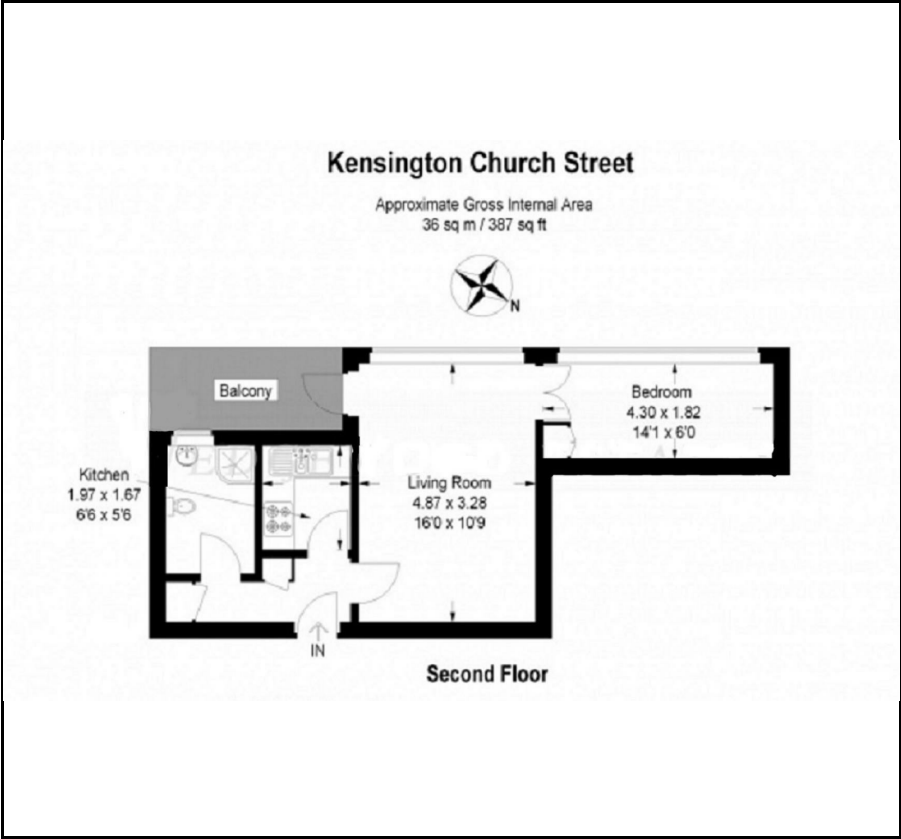 Kensington Church Street
Approximate Gross Internal Area
36 sq m / 387 sq ft
N
Balcony
Bedroom
4.30 x 1.82
14'1 x 6'0
Kitchen
1.97 x 1.67
6'6 x 5'6
Living Room
4.87 x 3.28
16'0 x 10'9
IN
Second Floor